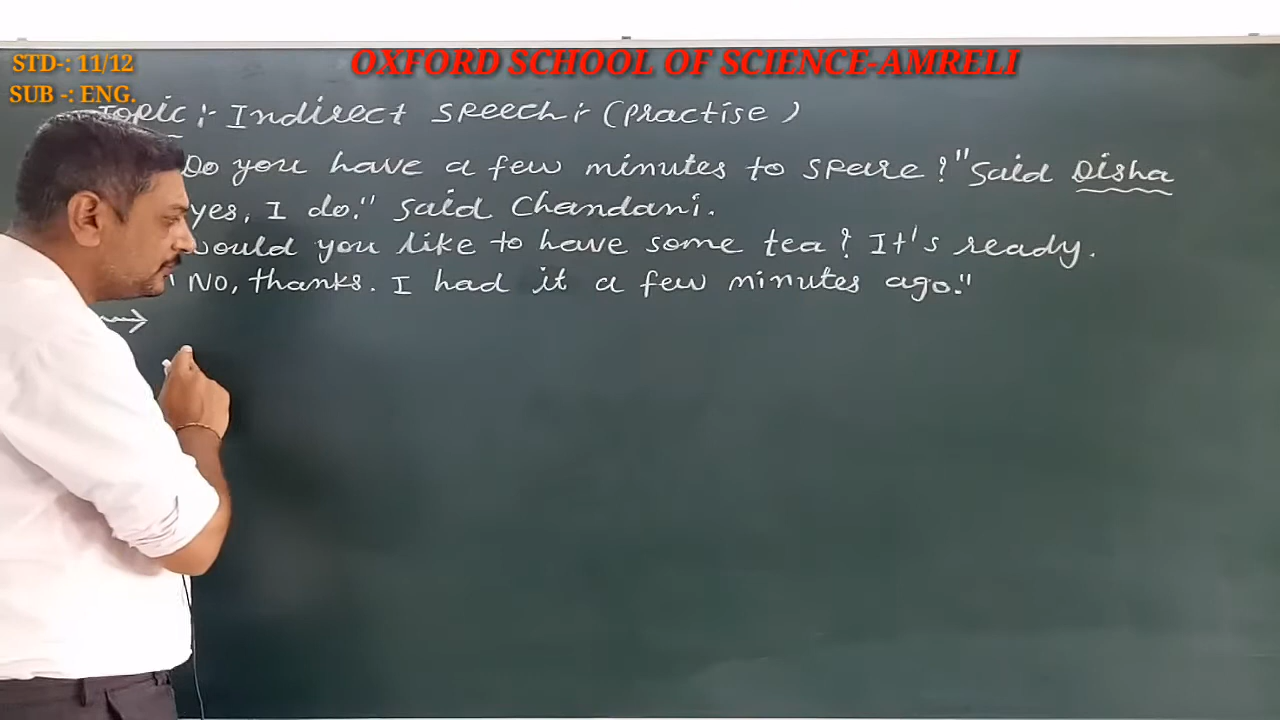 STD-: 11/12
SUB -: ENG.
OXFORD SCHOOL OF SCIENCE-AMRELI
Topic :- Indirect speech :- (Practise)
Do you have a few minutes to spare?" Said Disha
yes, I do." said Chandani.
would you like to have some tea? It's ready.
" No, thanks. I had it a few minutes ago."